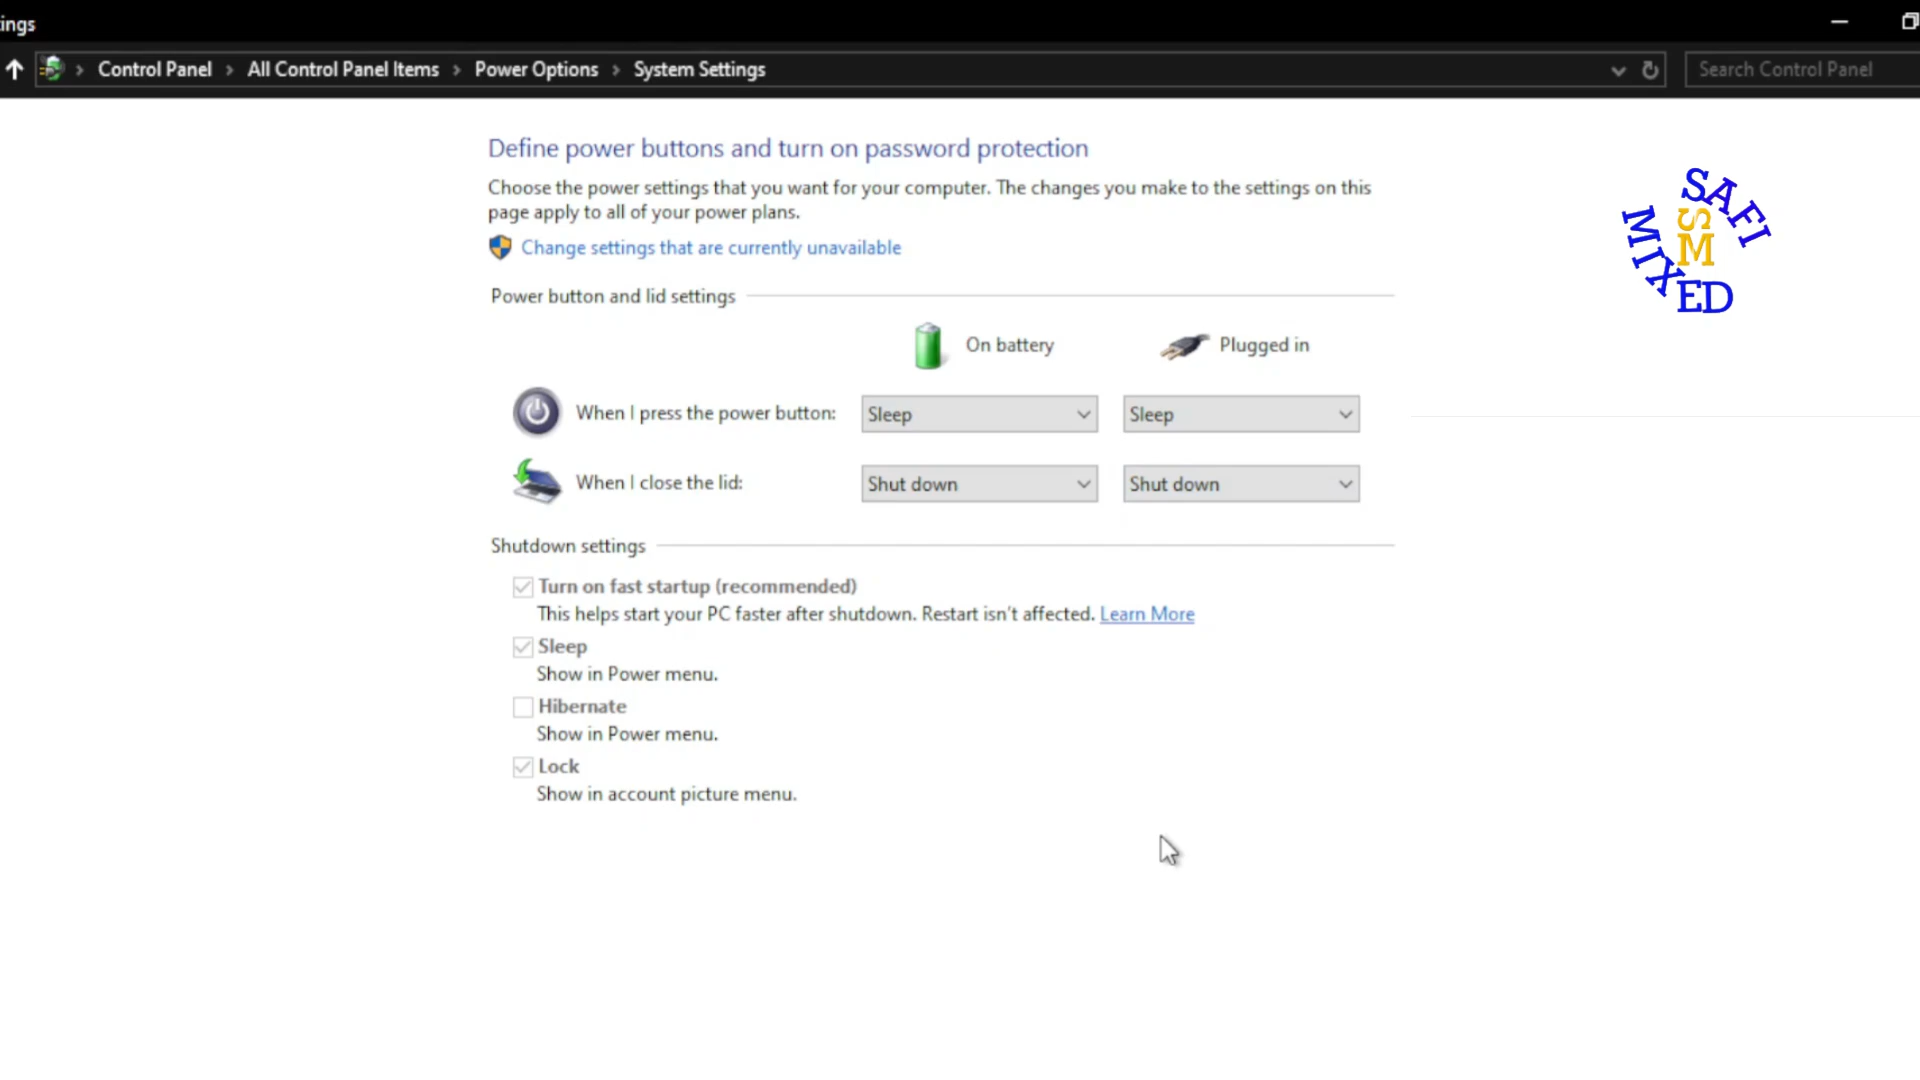 ings
Control Panel > All Control Panel Items > Power Options > System Settings
Search Control Panel
Define power buttons and turn on password protection
Choose the power settings that you want for your computer. The changes you make to the settings on this
page apply to all of your power plans.
Change settings that are currently unavailable
SAFI
SM
MIXED
Power button and lid settings
On battery
Plugged in
When I press the power button:
Sleep
Sleep
When I close the lid:
Shut down
Shut down
Shutdown settings
Turn on fast startup (recommended)
This helps start your PC faster after shutdown. Restart isn't affected. Learn More
Sleep
Show in Power menu.
Hibernate
Show in Power menu.
Lock
Show in account picture menu.